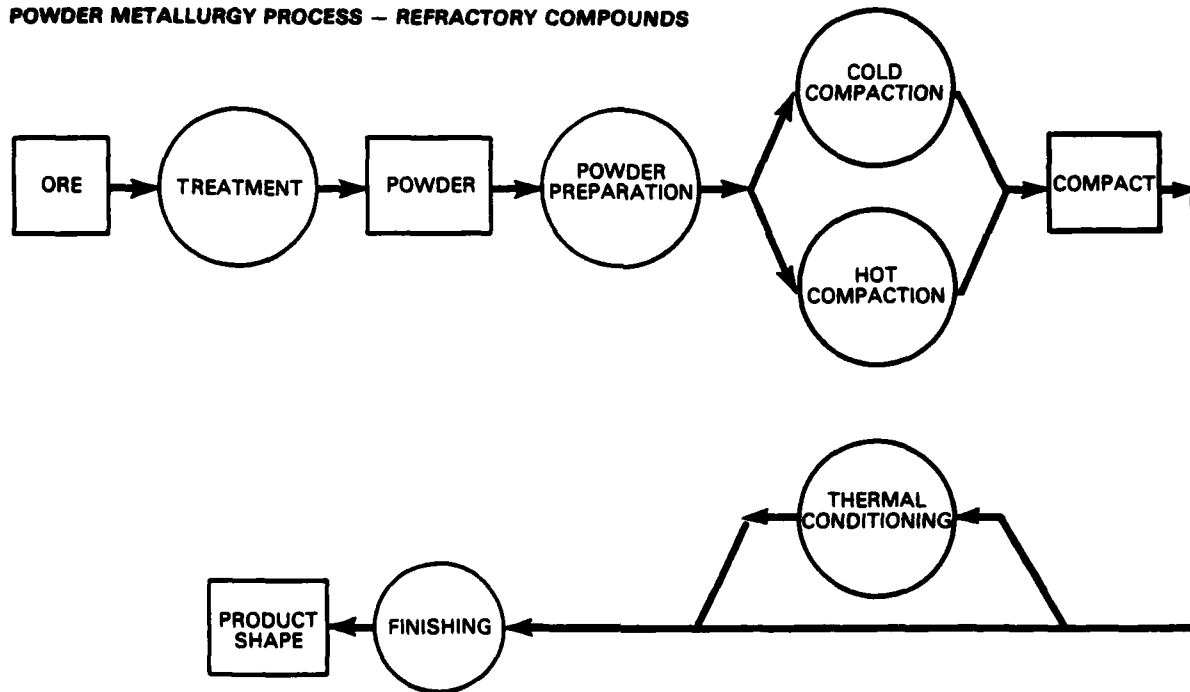 POWDER METALLURGY PROCESS – REFRACTORY COMPOUNDS
COLD
COMPACTION
ORE
TREATMENT
POWDER
POWDER
PREPARATION
COMPACT
HOT
COMPACTION
THERMAL
CONDITIONING
PRODUCT
SHAPE
FINISHING